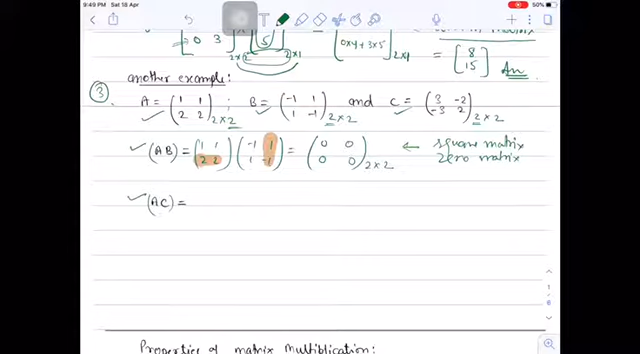 9:49 PM Sat 18 Apr 50%
[0 3]2×2 [5]2×1 [0×4 + 3×5]2×1 = [8 15] Ans
another example:
③ A = (1 1 2 2)2×2 ; B = (-1 1 1 -1)2×2 and C = (3 -2 -3 2)2×2
✓(AB) = (1 1 2 2) (-1 1 1 -1) = (0 0 0 0)2×2 ← square matrix
zero matrix
✓(AC) =
Properties of matrix multiplication: